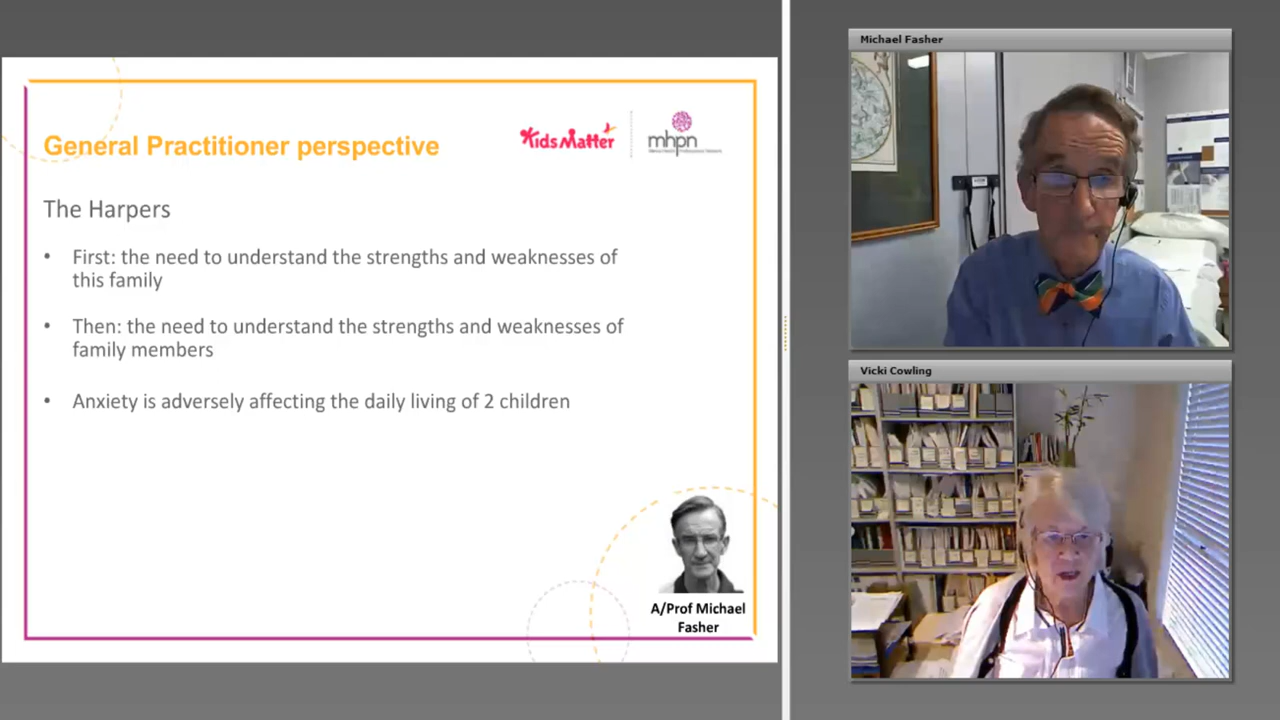 General Practitioner perspective
KidsMatter
mhpn
The Harpers
• First: the need to understand the strengths and weaknesses of
this family
• Then: the need to understand the strengths and weaknesses of
family members
• Anxiety is adversely affecting the daily living of 2 children
A/Prof Michael
Fasher
Michael Fasher
Vicki Cowling